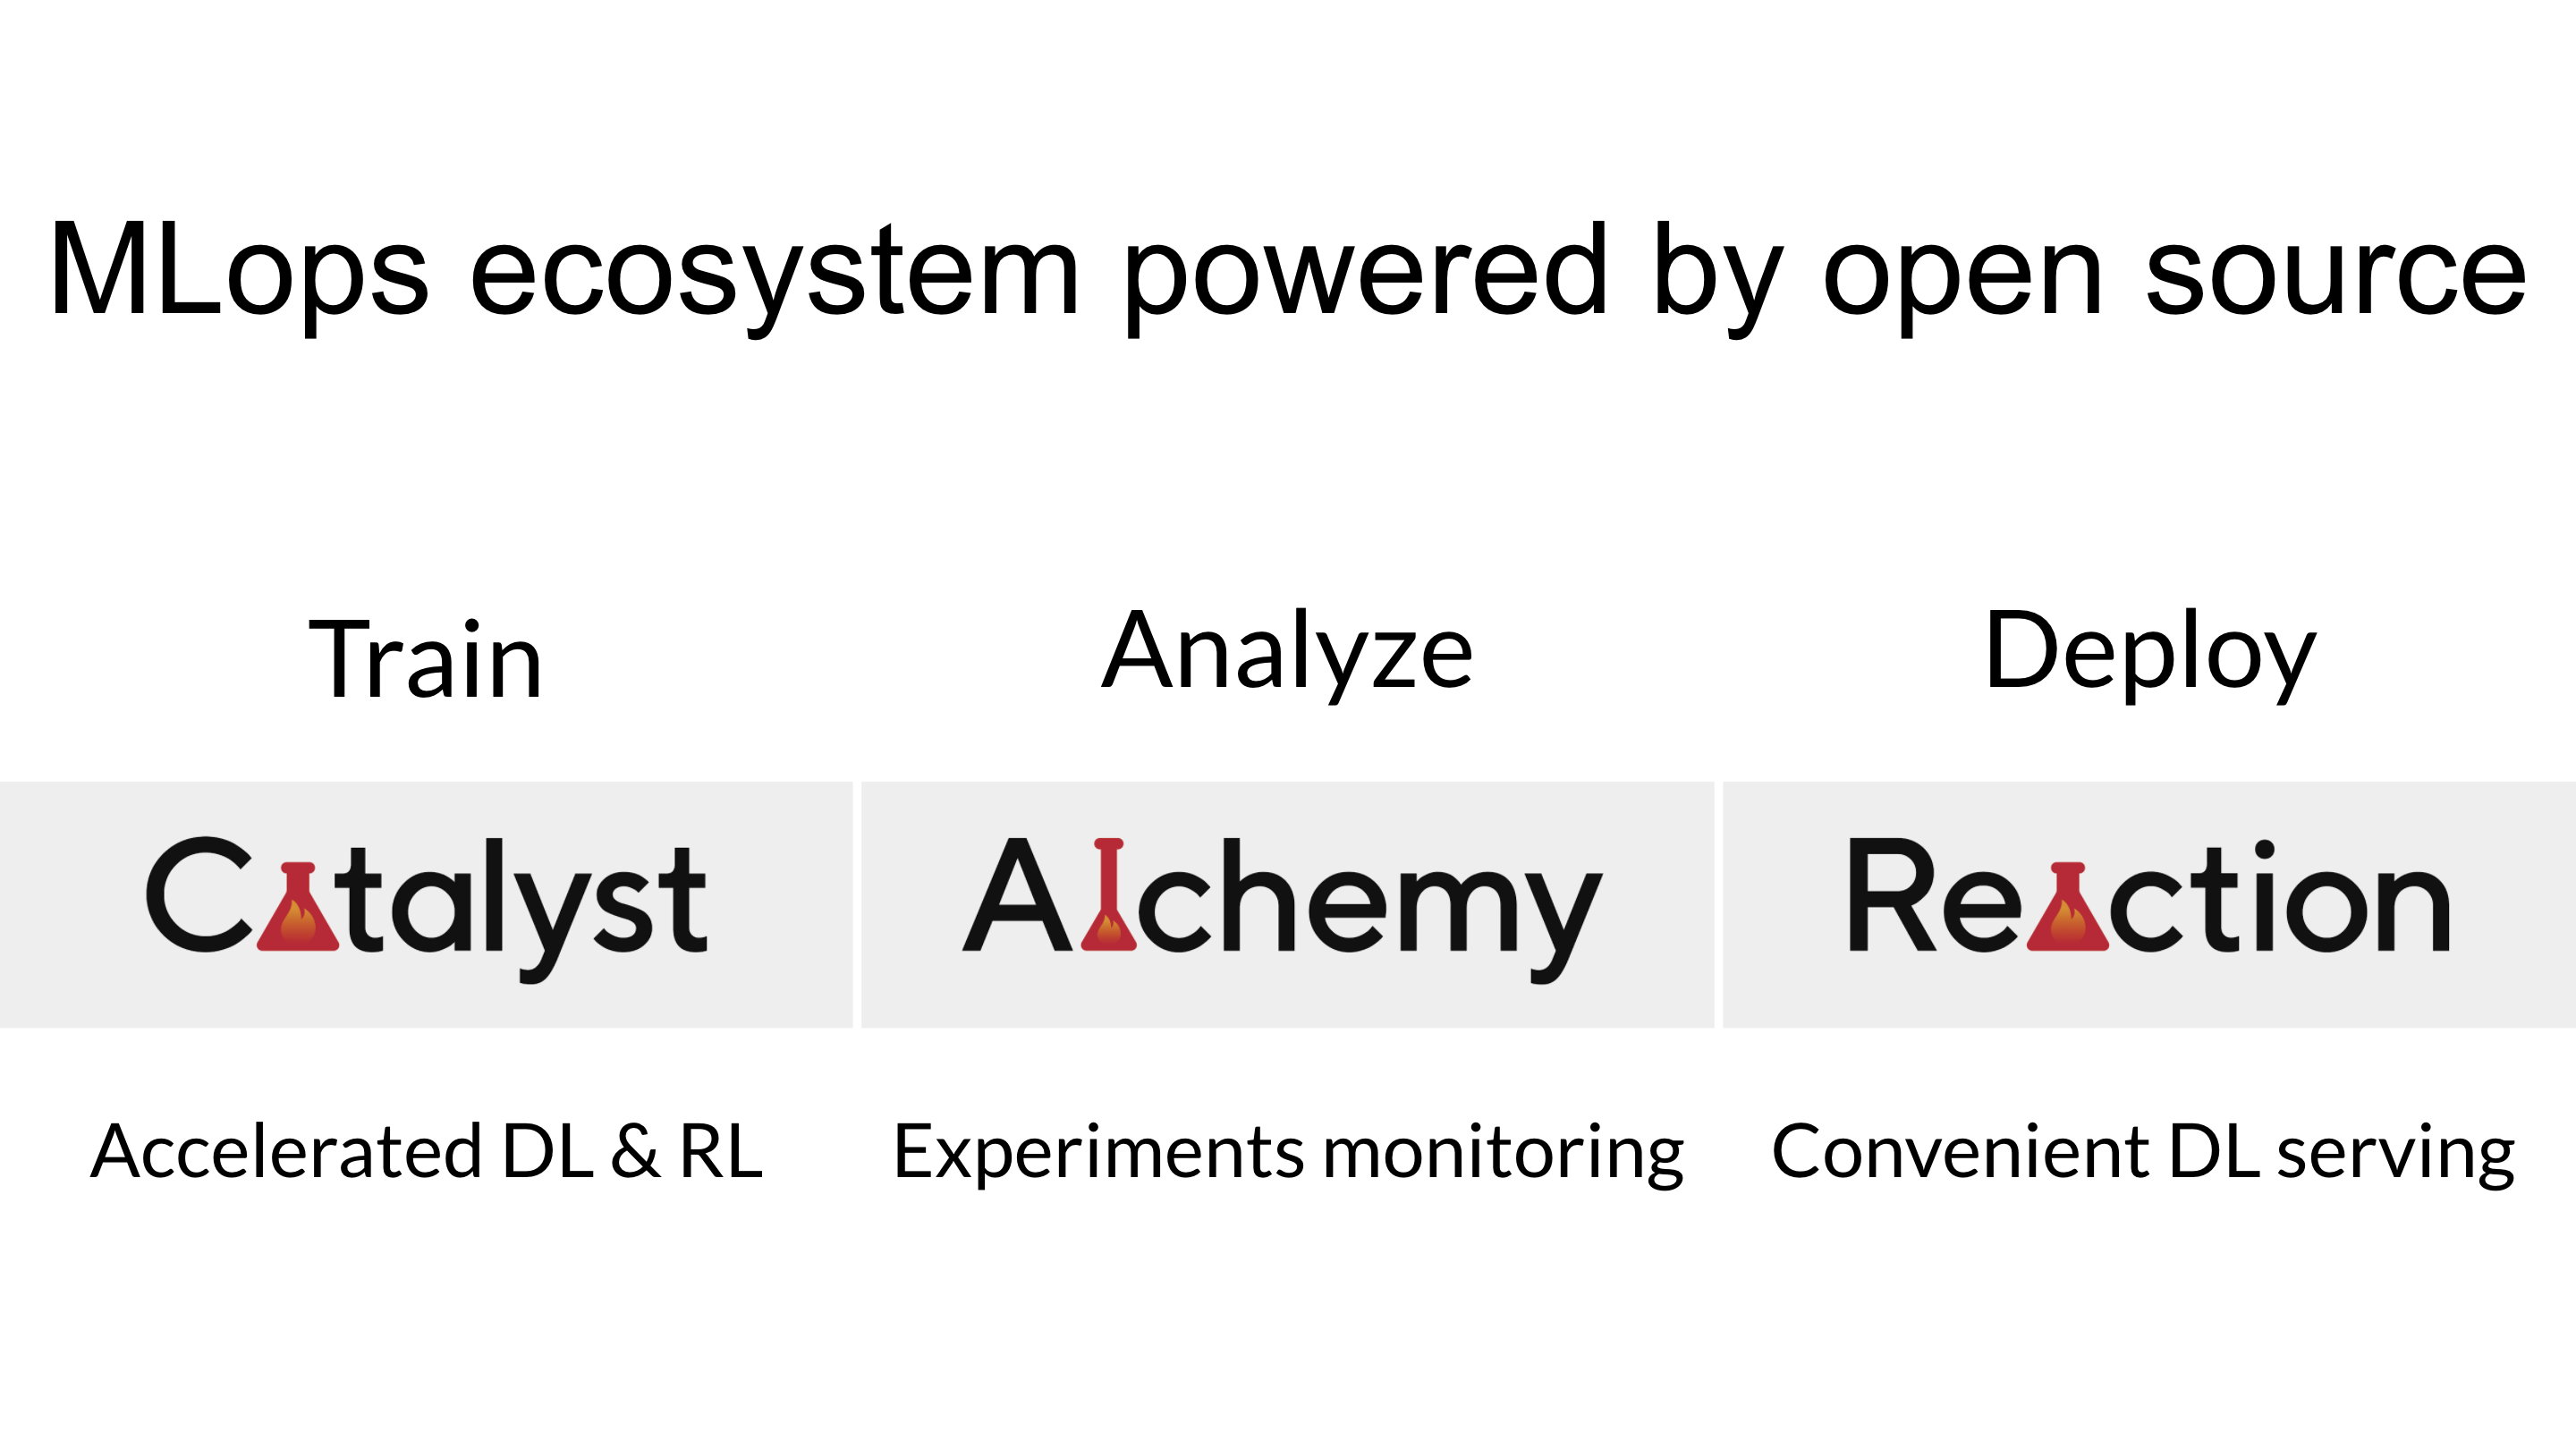 MLops ecosystem powered by open source
Train
Analyze
Deploy
Catalyst
Alchemy
Reaction
Accelerated DL & RL
Experiments monitoring
Convenient DL serving